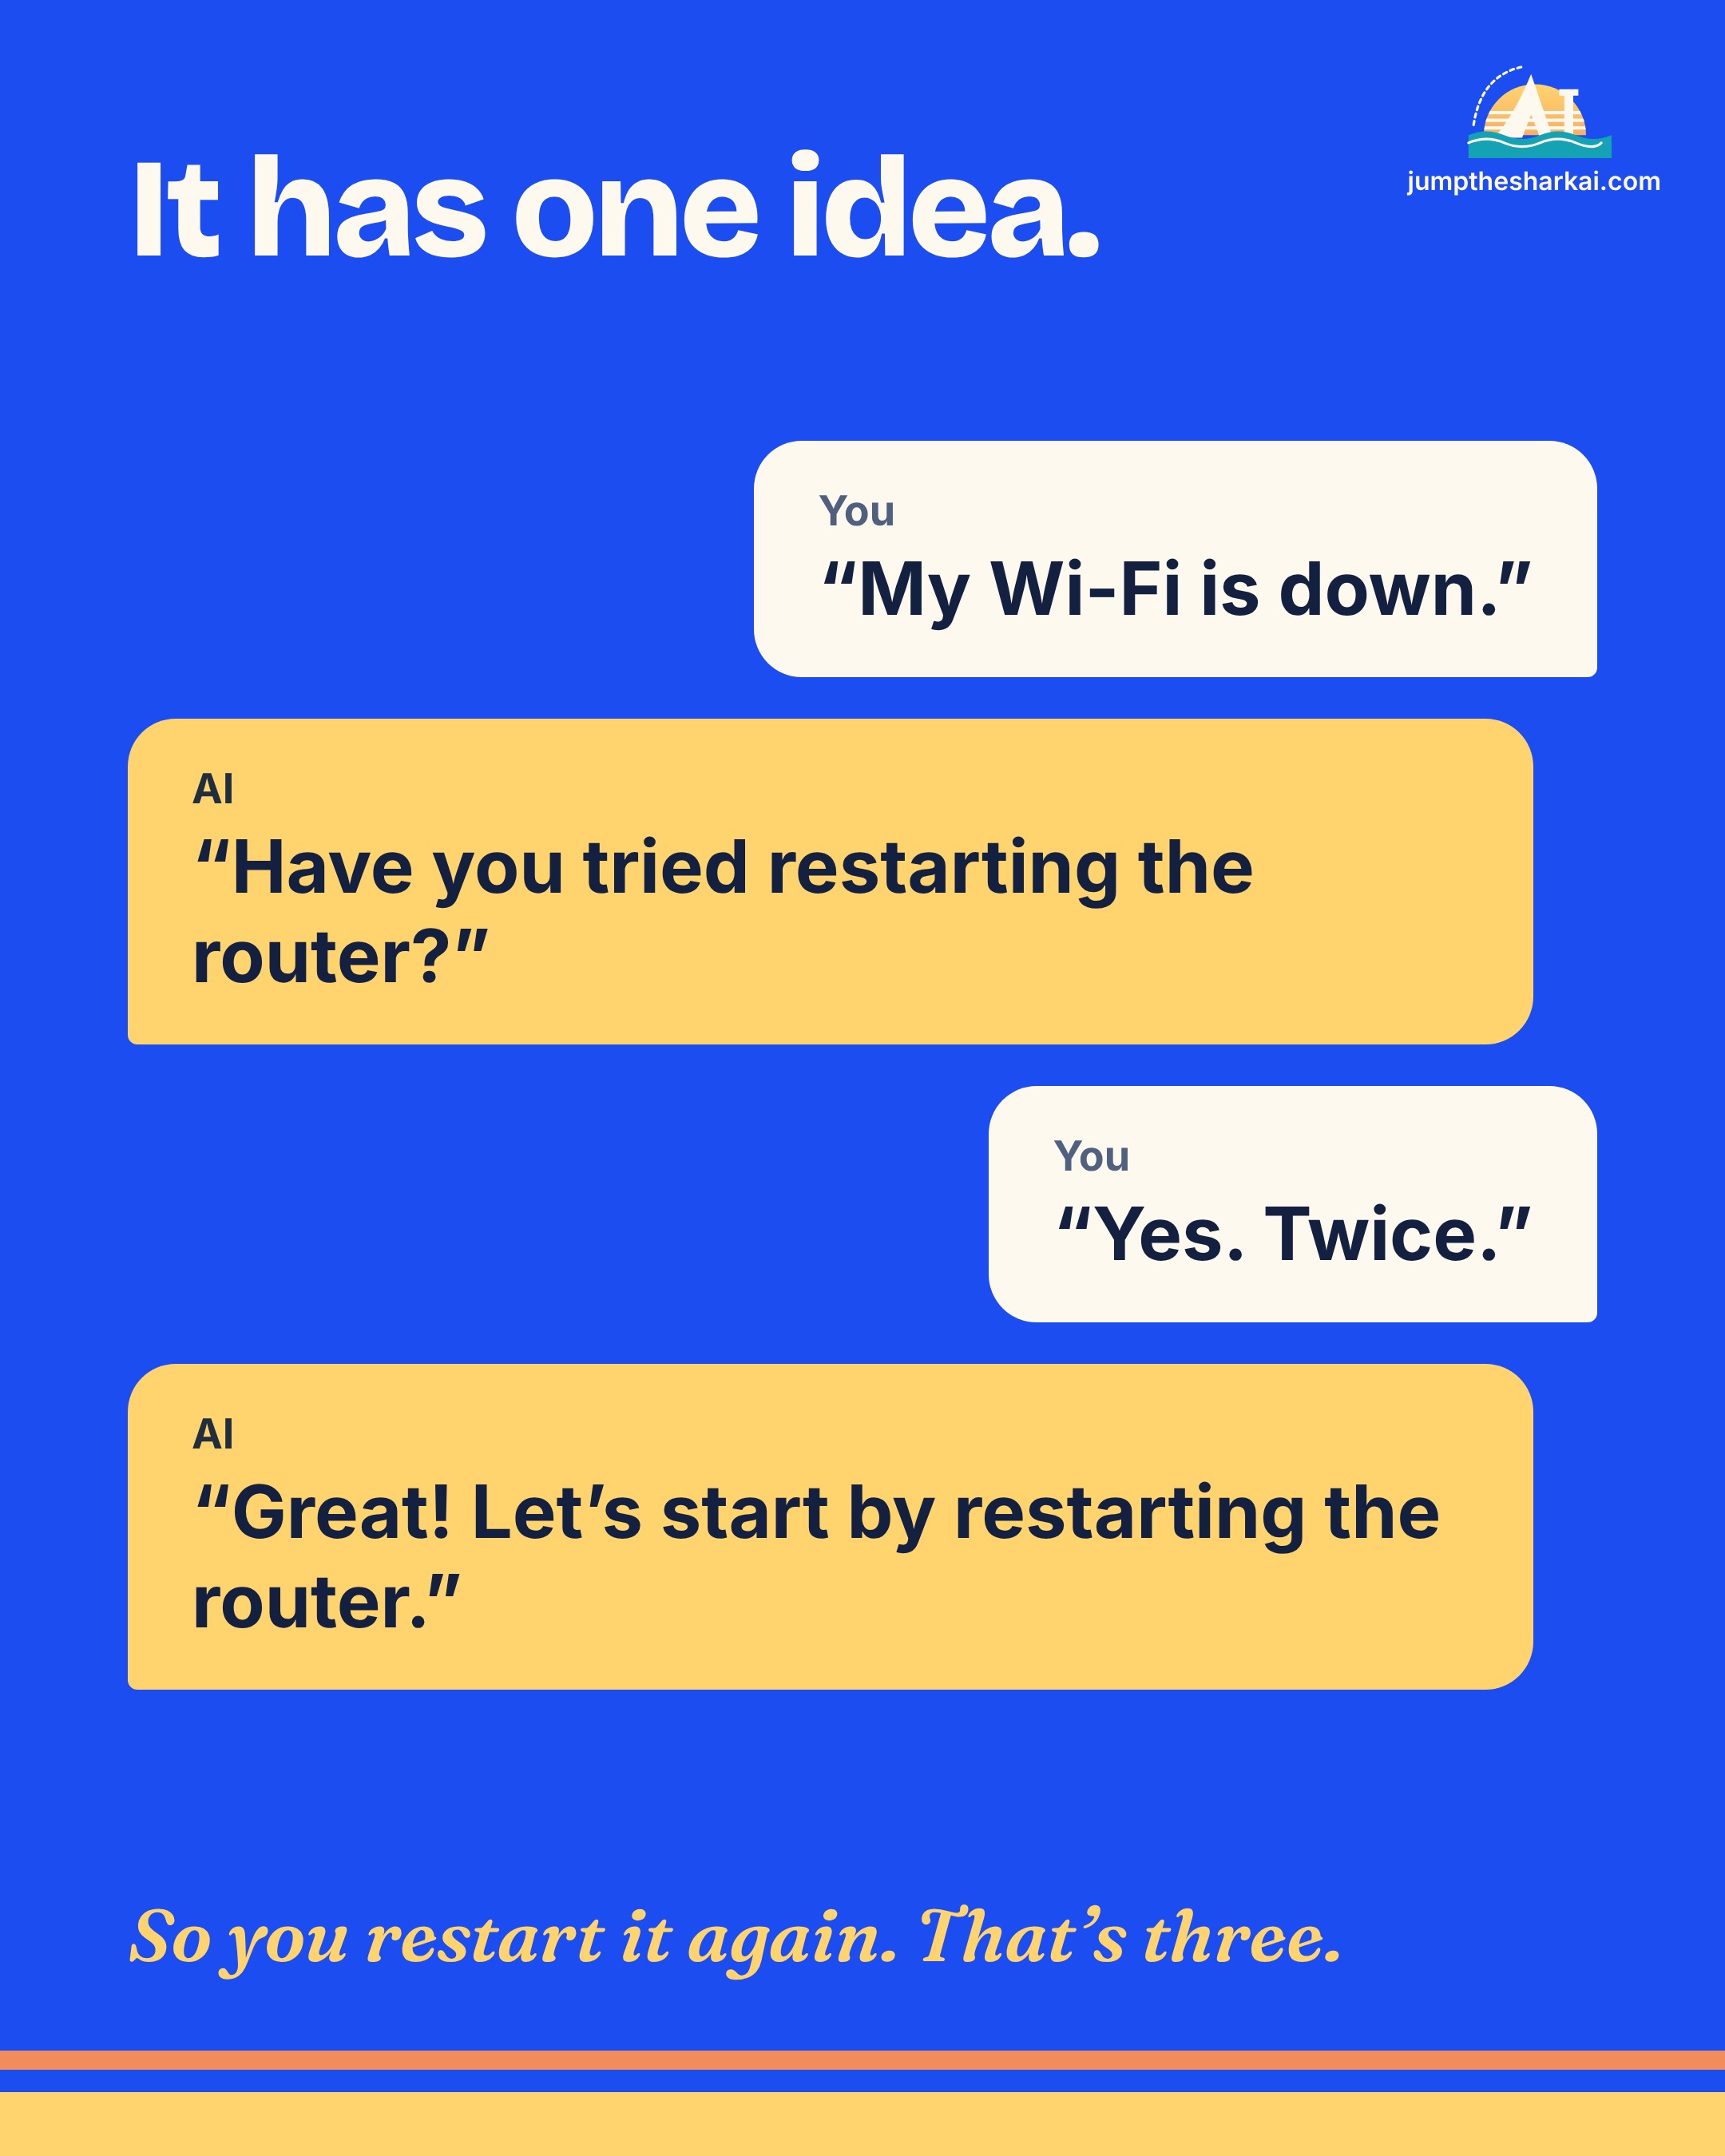 It has one idea.
AI
jumpthesharkai.com
You
“My Wi-Fi is down.”
AI
“Have you tried restarting the
router?”
You
“Yes. Twice.”
AI
“Great! Let’s start by restarting the
router.”
So you restart it again. That’s three.